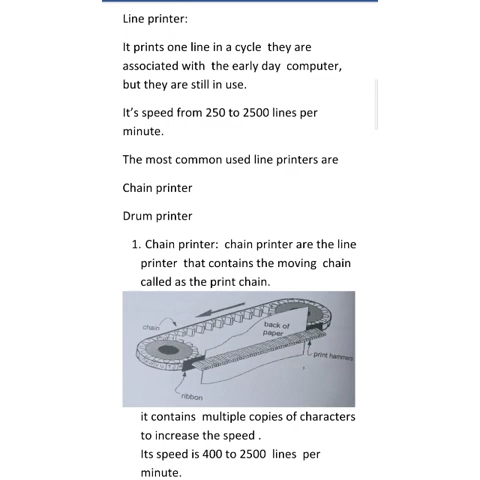 Line printer:
It prints one line in a cycle  they are
associated with  the early day  computer,
but they are still in use.
It's speed from 250 to 2500 lines per
minute.
The most common used line printers are
Chain printer
Drum printer
1. Chain printer:  chain printer are the line
printer  that contains the moving  chain
called as the print chain.
chain
back of
paper
print hammers
ribbon
it contains  multiple copies of characters
to increase the speed .
Its speed is 400 to 2500  lines  per
minute.